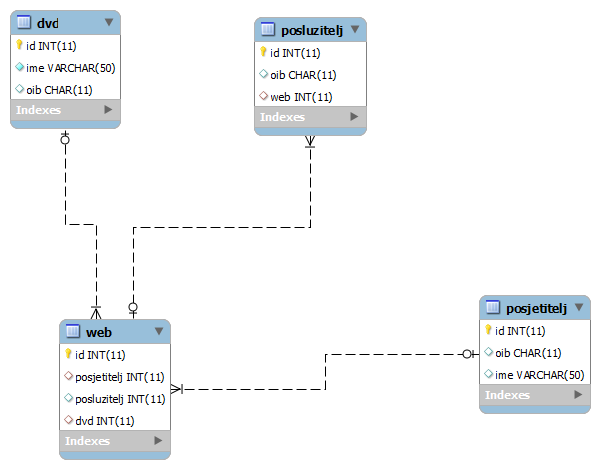 dvd
id INT(11)
ime VARCHAR(50)
oib CHAR(11)
Indexes
posluzitelj
id INT(11)
oib CHAR(11)
web INT(11)
Indexes
web
id INT(11)
posjetitelj INT(11)
posluzitelj INT(11)
dvd INT(11)
Indexes
posjetitelj
id INT(11)
oib CHAR(11)
ime VARCHAR(50)
Indexes